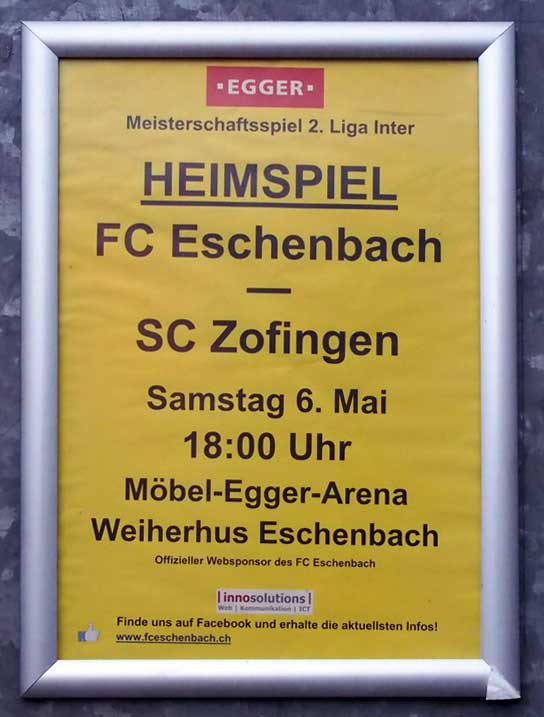 ·EGGER·
Meisterschaftsspiel 2. Liga Inter
HEIMSPIEL
FC Eschenbach
—
SC Zofingen
Samstag 6. Mai
18:00 Uhr
Möbel-Egger-Arena
Weiherhus Eschenbach
Offizieller Websponsor des FC Eschenbach
|innosolutions|
Web | Kommunikation | ICT
Finde uns auf Facebook und erhalte die aktuellsten Infos!
www.fceschenbach.ch